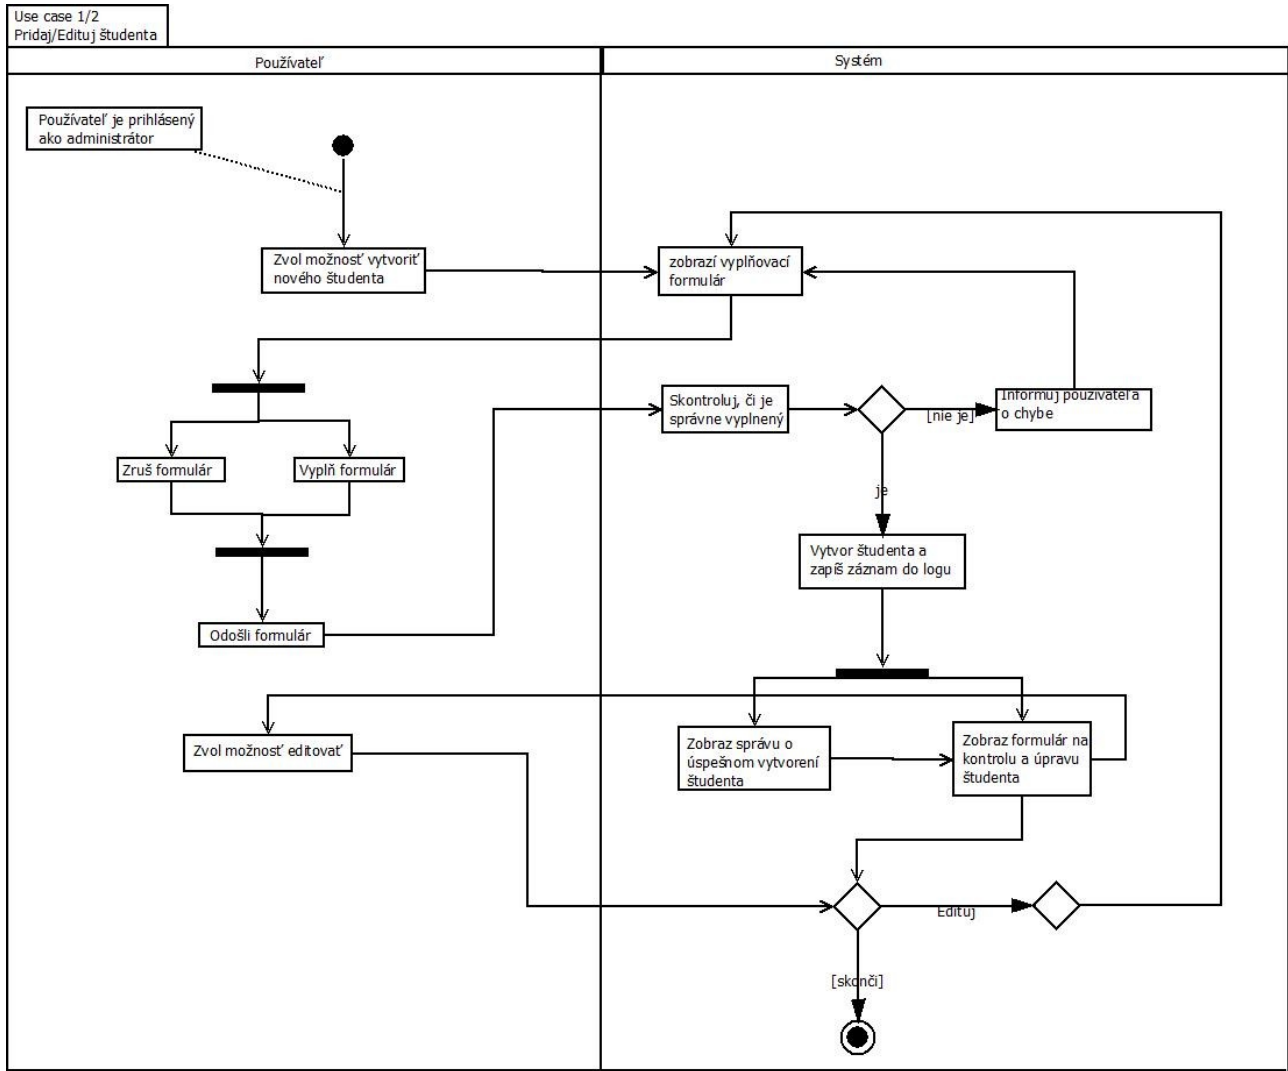 Use case 1/2
Pridaj/Edituj študenta
Používateľ
Systém
Používateľ je prihlásený
ako administrátor
Zvol možnosť vytvoriť
nového študenta
zobrazí vyplňovací
formulár
Skontroluj, či je
správne vyplnený
[nie je]
Informuj používateľa
o chybe
Zruš formulár
Vyplň formulár
je
Vytvor študenta a
zapíš záznam do logu
Odošli formulár
Zvol možnosť editovať
Zobraz správu o
úspešnom vytvorení
študenta
Zobraz formulár na
kontrolu a úpravu
študenta
Edituj
[skonči]